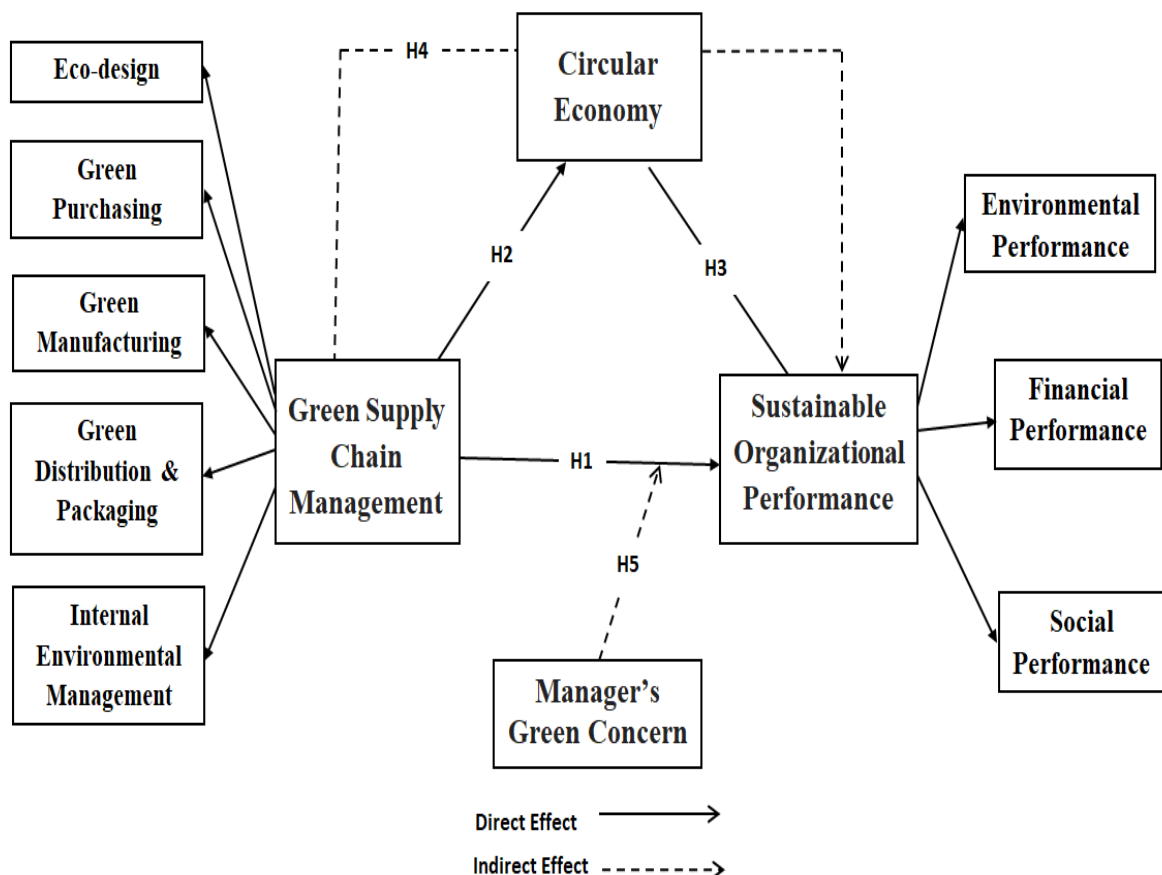 Eco-design
Green
Purchasing
Green
Manufacturing
Green
Distribution &
Packaging
Internal
Environmental
Management
H4
Circular
Economy
H2
H3
Green Supply
Chain
Management
H1
H5
Manager's
Green Concern
Sustainable
Organizational
Performance
Environmental
Performance
Financial
Performance
Social
Performance
Direct Effect
Indirect Effect